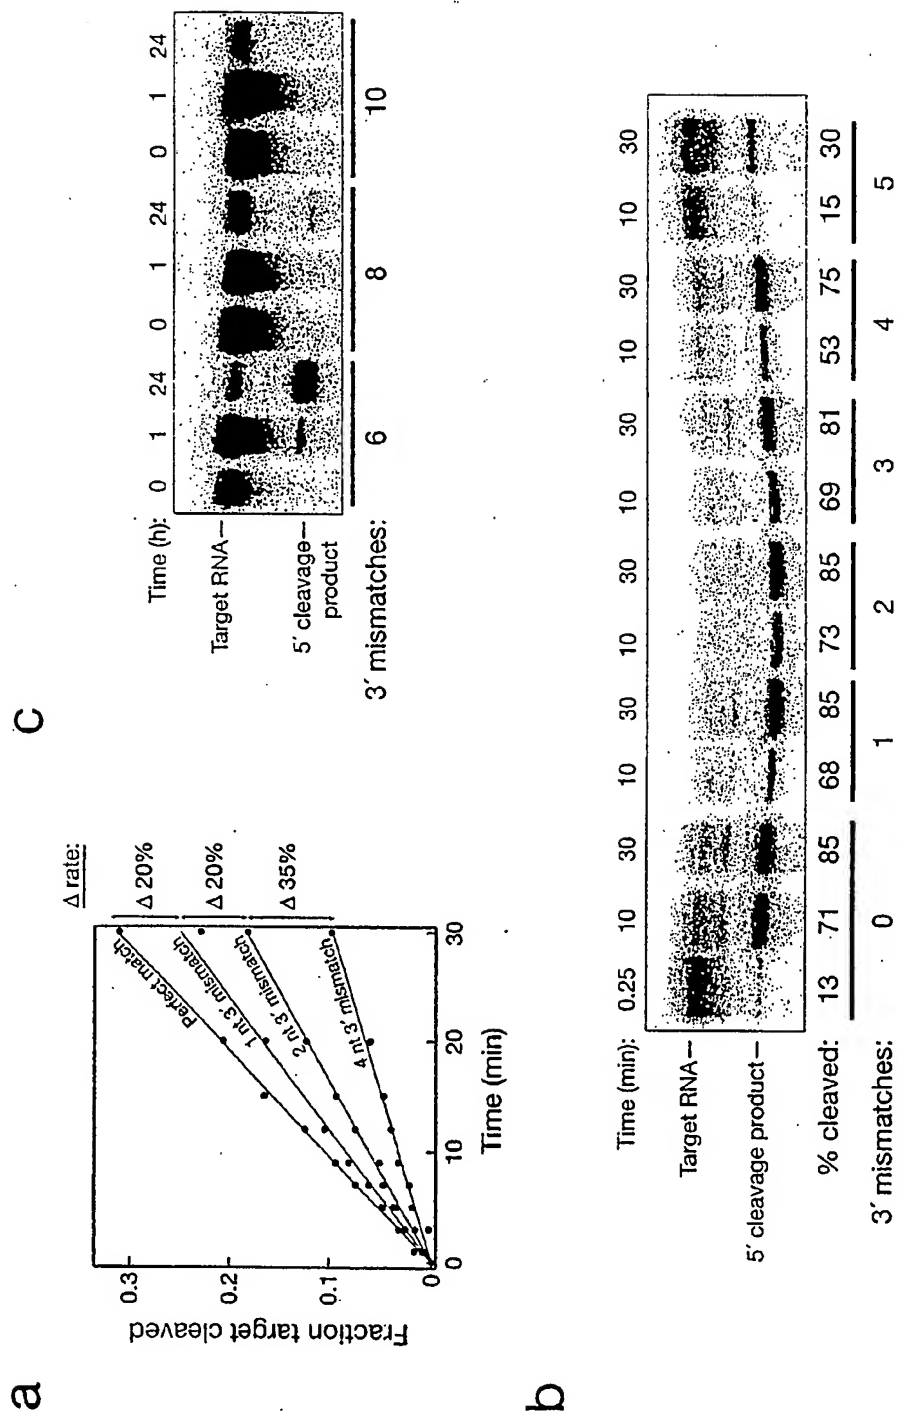 a
Fraction target cleaved
0.3
0.2
0.1
0
0 10 20 30
Time (min)
Perfect match
1 nt 3′ mismatch
2 nt 3′ mismatch
4 nt 3′ mismatch
Δ rate:
Δ 20%
Δ 20%
Δ 35%
c
Time (h): 0 1 24 0 1 24 0 1 24
Target RNA
5′ cleavage
product
3′ mismatches: 6 8 10
b
Time (min): 0.25 10 30 10 30 10 30 10 30 10 30 10 30
Target RNA
5′ cleavage product
% cleaved: 13 71 85 68 85 73 85 69 81 53 75 15 30
3′ mismatches: 0 1 2 3 4 5